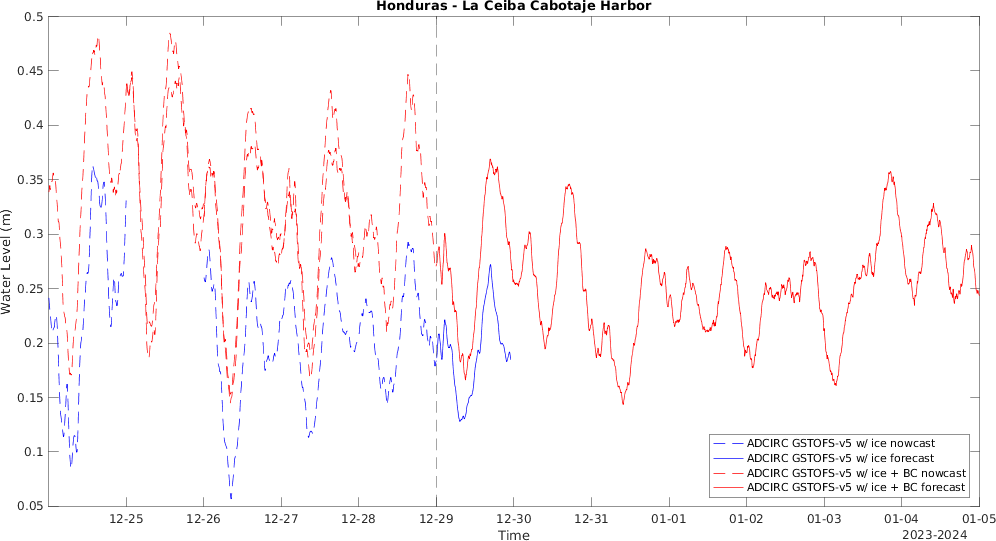 Honduras - La Ceiba Cabotaje Harbor
0.5
0.45
0.4
0.35
0.3
0.25
0.2
0.15
0.1
0.05
Water Level (m)
ADCIRC GSTOFS-v5 w/ ice nowcast
ADCIRC GSTOFS-v5 w/ ice forecast
ADCIRC GSTOFS-v5 w/ ice + BC nowcast
ADCIRC GSTOFS-v5 w/ ice + BC forecast
12-25 12-26 12-27 12-28 12-29 12-30 12-31 01-01 01-02 01-03 01-04 01-05
Time
2023-2024